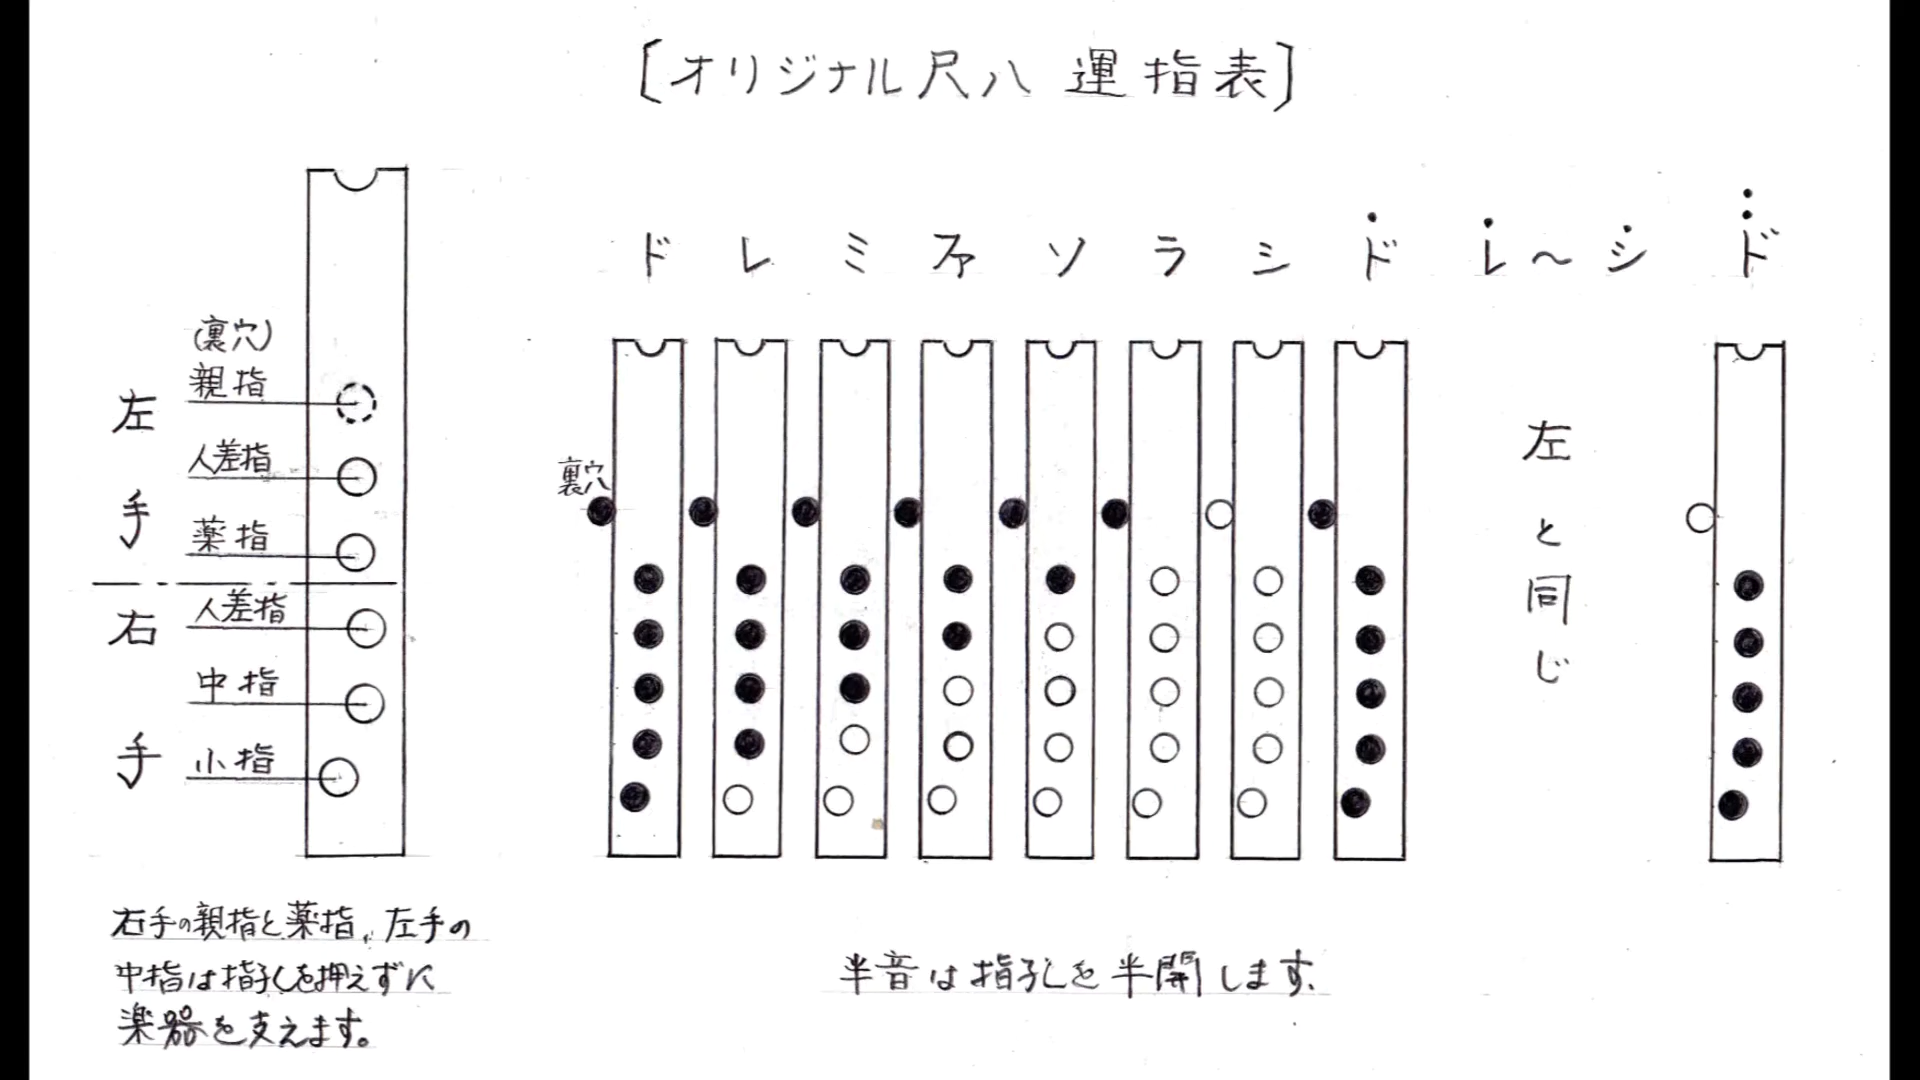 [オリジナル尺八 運指表]
ド レ ミ ファ ソ ラ シ ド レ～シ ド
(裏穴)
親指
人差指
薬指
左手
人差指
中指
小指
右手
裏穴
左と同じ
右手の親指と薬指、左手の
中指は指孔を押えずに
楽器を支えます。
半音は指孔を半開します.